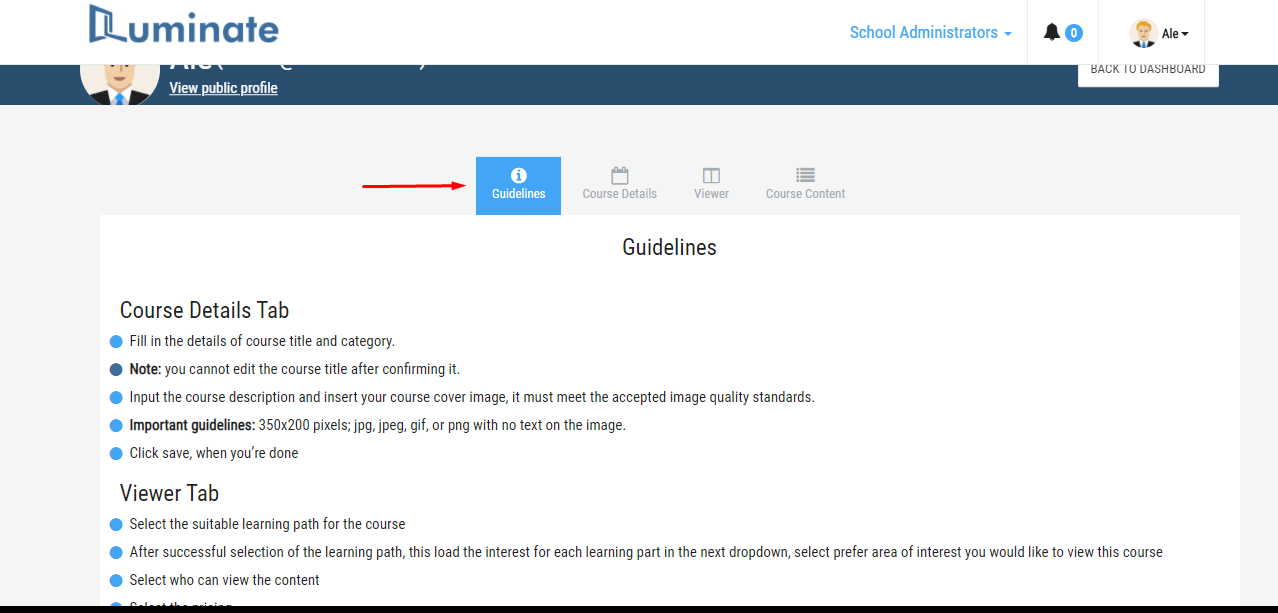 Luminate
School Administrators
0
Ale
Ale
View public profile
BACK TO DASHBOARD
Guidelines
Course Details
Viewer
Course Content
Guidelines
Course Details Tab
Fill in the details of course title and category.
Note: you cannot edit the course title after confirming it.
Input the course description and insert your course cover image, it must meet the accepted image quality standards.
Important guidelines: 350x200 pixels; jpg, jpeg, gif, or png with no text on the image.
Click save, when you’re done
Viewer Tab
Select the suitable learning path for the course
After successful selection of the learning path, this load the interest for each learning part in the next dropdown, select prefer area of interest you would like to view this course
Select who can view the content
Select the pricing